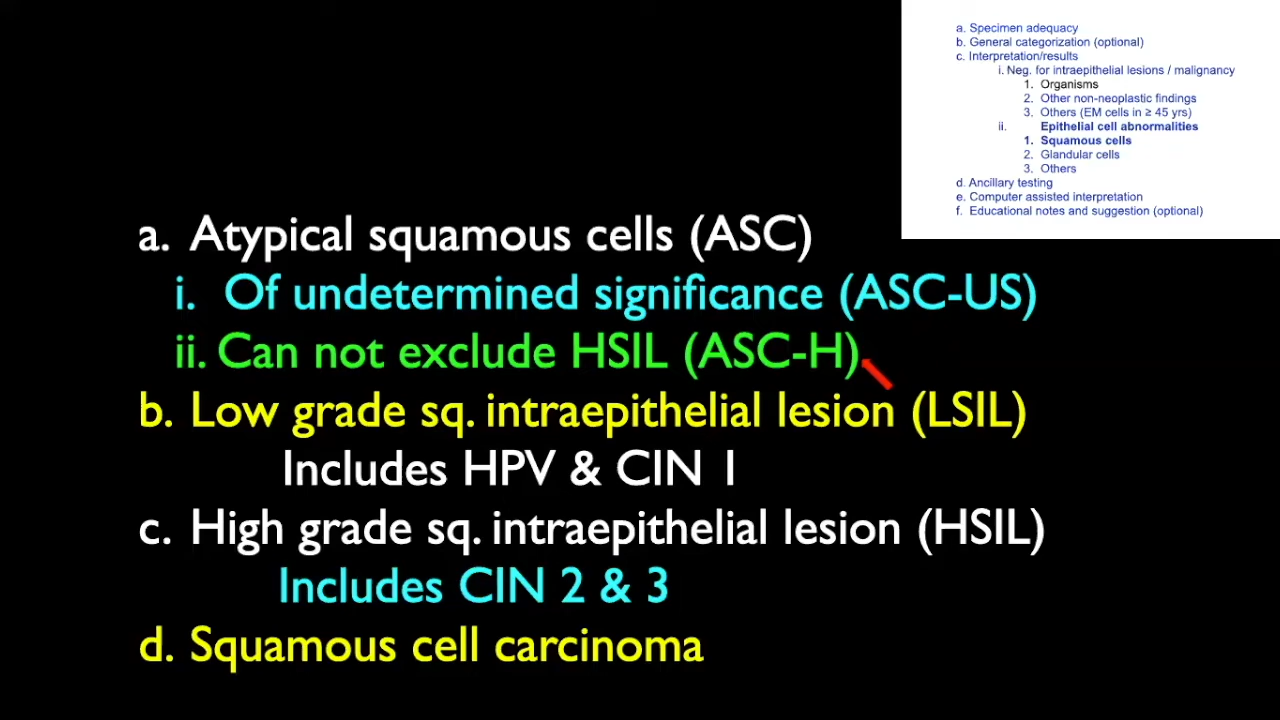 a. Specimen adequacy
b. General categorization (optional)
c. Interpretation/results
i. Neg. for intraepithelial lesions / malignancy
1. Organisms
2. Other non-neoplastic findings
3. Others (EM cells in ≥ 45 yrs)
ii. Epithelial cell abnormalities
1. Squamous cells
2. Glandular cells
3. Others
d. Ancillary testing
e. Computer assisted interpretation
f. Educational notes and suggestion (optional)
a. Atypical squamous cells (ASC)
i. Of undetermined significance (ASC-US)
ii. Can not exclude HSIL (ASC-H)
b. Low grade sq. intraepithelial lesion (LSIL)
Includes HPV & CIN 1
c. High grade sq. intraepithelial lesion (HSIL)
Includes CIN 2 & 3
d. Squamous cell carcinoma